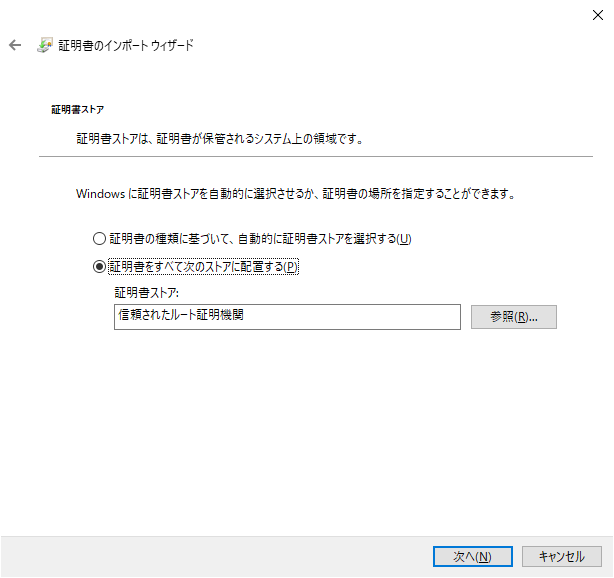 証明書のインポート ウィザード
証明書ストア
証明書ストアは、証明書が保管されるシステム上の領域です。
Windows に証明書ストアを自動的に選択させるか、証明書の場所を指定することができます。
証明書の種類に基づいて、自動的に証明書ストアを選択する(U)
証明書をすべて次のストアに配置する(P)
証明書ストア:
信頼されたルート証明機関
参照(R)...
次へ(N)
キャンセル